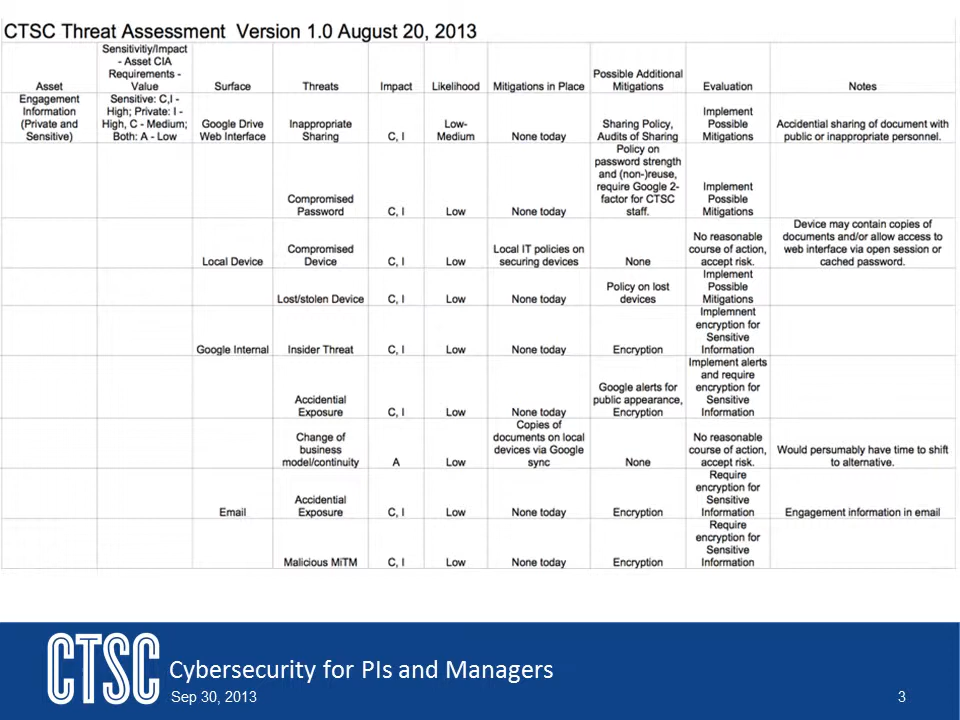 CTSC Threat Assessment Version 1.0 August 20, 2013
Asset
Sensitivitiy/Impact
- Asset CIA
Requirements -
Value
Surface
Threats
Impact
Likelihood
Mitigations in Place
Possible Additional
Mitigations
Evaluation
Notes
Engagement
Information
(Private and
Sensitive)
Sensitive: C,I -
High; Private: I -
High, C - Medium;
Both: A - Low
Google Drive
Web Interface
Inappropriate
Sharing
C, I
Low-
Medium
None today
Sharing Policy,
Audits of Sharing
Implement
Possible
Mitigations
Accidential sharing of document with
public or inappropriate personnel.
Compromised
Password
C, I
Low
None today
Policy on
password strength
and (non-)reuse,
require Google 2-
factor for CTSC
staff.
Implement
Possible
Mitigations
Local Device
Compromised
Device
C, I
Low
Local IT policies on
securing devices
None
No reasonable
course of action,
accept risk.
Device may contain copies of
documents and/or allow access to
web interface via open session or
cached password.
Lost/stolen Device
C, I
Low
None today
Policy on lost
devices
Implement
Possible
Mitigations
Google Internal
Insider Threat
C, I
Low
None today
Encryption
Implemnent
encryption for
Sensitive
Information
Accidential
Exposure
C, I
Low
None today
Google alerts for
public appearance,
Encryption
Implement alerts
and require
encryption for
Sensitive
Information
Change of
business
model/continuity
A
Low
Copies of
documents on local
devices via Google
sync
None
No reasonable
course of action,
accept risk.
Would persumably have time to shift
to alternative.
Email
Accidential
Exposure
C, I
Low
None today
Encryption
Require
encryption for
Sensitive
Information
Engagement information in email
Malicious MiTM
C, I
Low
None today
Encryption
Require
encryption for
Sensitive
Information
CTSC
Cybersecurity for PIs and Managers
Sep 30, 2013
3